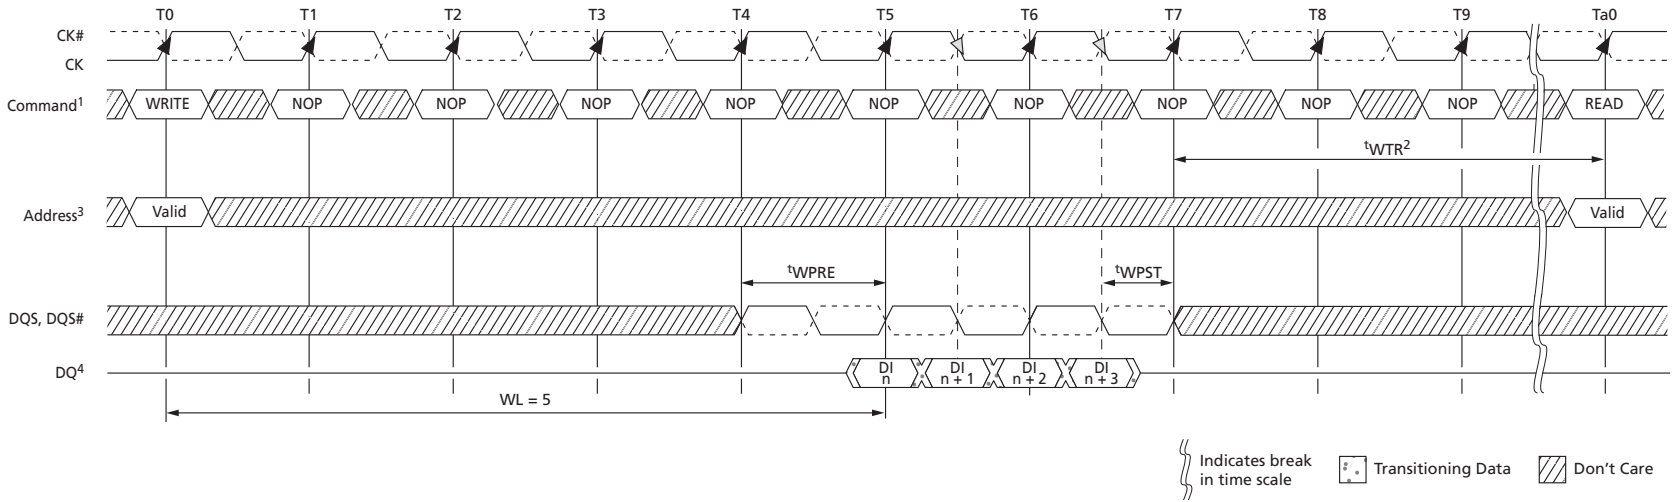 T0 T1 T2 T3 T4 T5 T6 T7 T8 T9 Ta0
CK#
CK
Command¹ WRITE NOP NOP NOP NOP NOP NOP NOP NOP NOP READ
ᵗWTR²
Address³ Valid Valid
ᵗWPRE ᵗWPST
DQS, DQS#
DQ⁴ DI n DI n + 1 DI n + 2 DI n + 3
WL = 5
Indicates break
in time scale
Transitioning Data
Don't Care